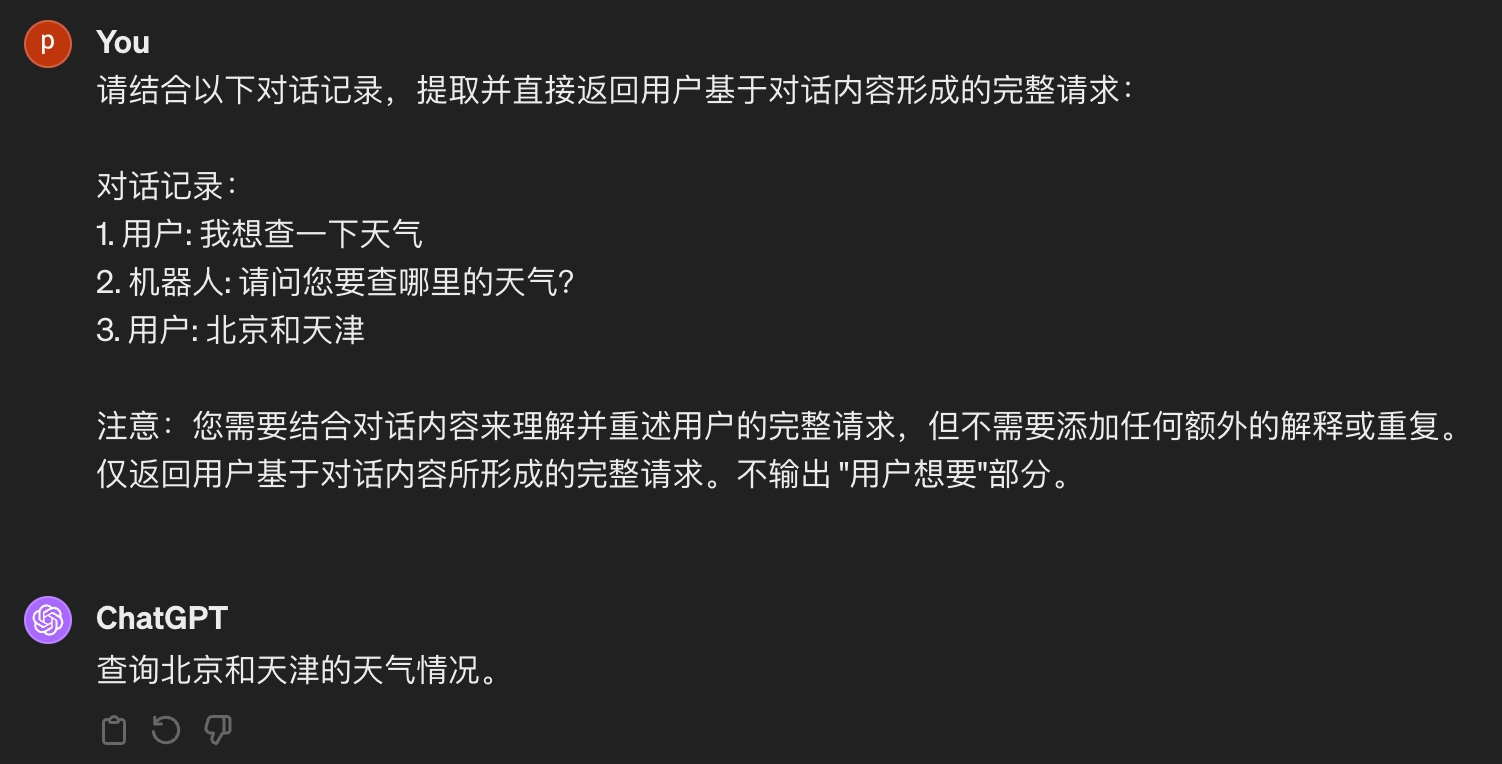 p
You
请结合以下对话记录，提取并直接返回用户基于对话内容形成的完整请求：
对话记录：
1. 用户: 我想查一下天气
2. 机器人: 请问您要查哪里的天气?
3. 用户: 北京和天津
注意：您需要结合对话内容来理解并重述用户的完整请求，但不需要添加任何额外的解释或重复。
仅返回用户基于对话内容所形成的完整请求。不输出 "用户想要"部分。
ChatGPT
查询北京和天津的天气情况。